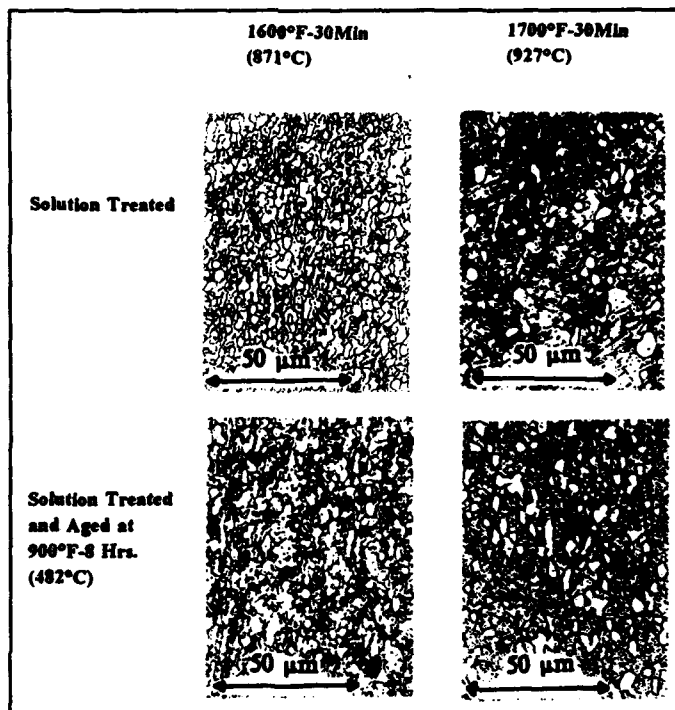 1600°F-30Min
(871°C)
1700°F-30Min
(927°C)
Solution Treated
50 μm
50 μm
Solution Treated
and Aged at
900°F-8 Hrs.
(482°C)
50 μm
50 μm